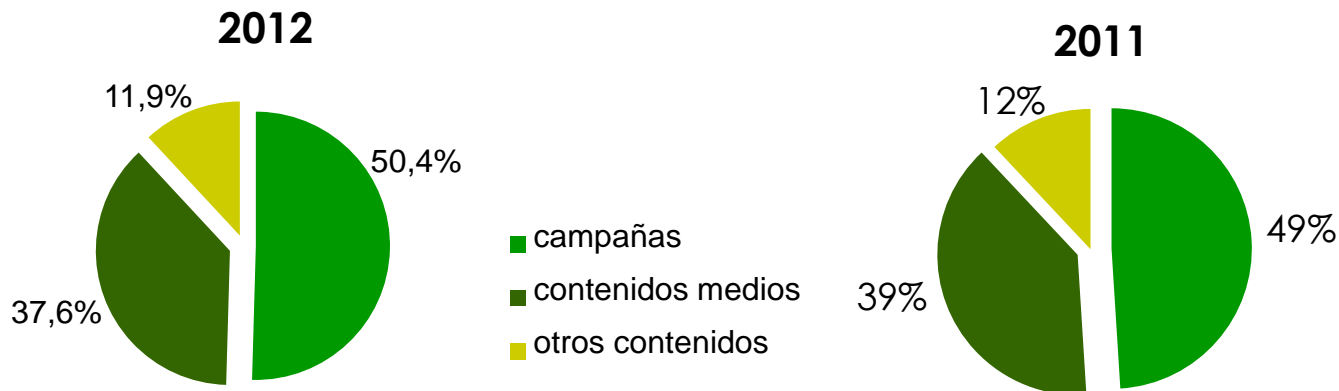 2012
11,9%
50,4%
37,6%
campañas
contenidos medios
otros contenidos
2011
12%
49%
39%